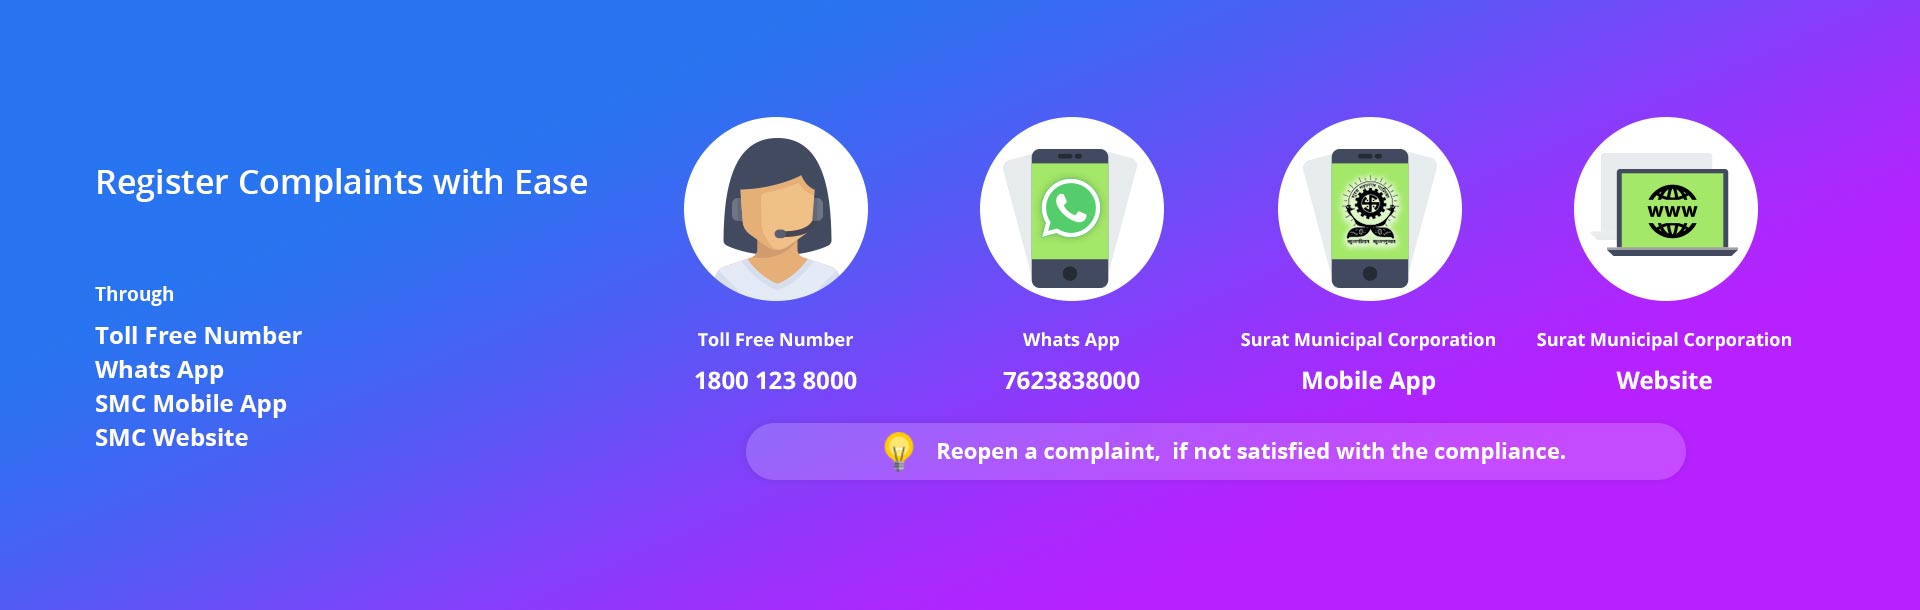 Register Complaints with Ease
Through
Toll Free Number
Whats App
SMC Mobile App
SMC Website
Toll Free Number
1800 123 8000
Whats App
7623838000
Surat Municipal Corporation
Mobile App
www
Surat Municipal Corporation
Website
Reopen a complaint,  if not satisfied with the compliance.